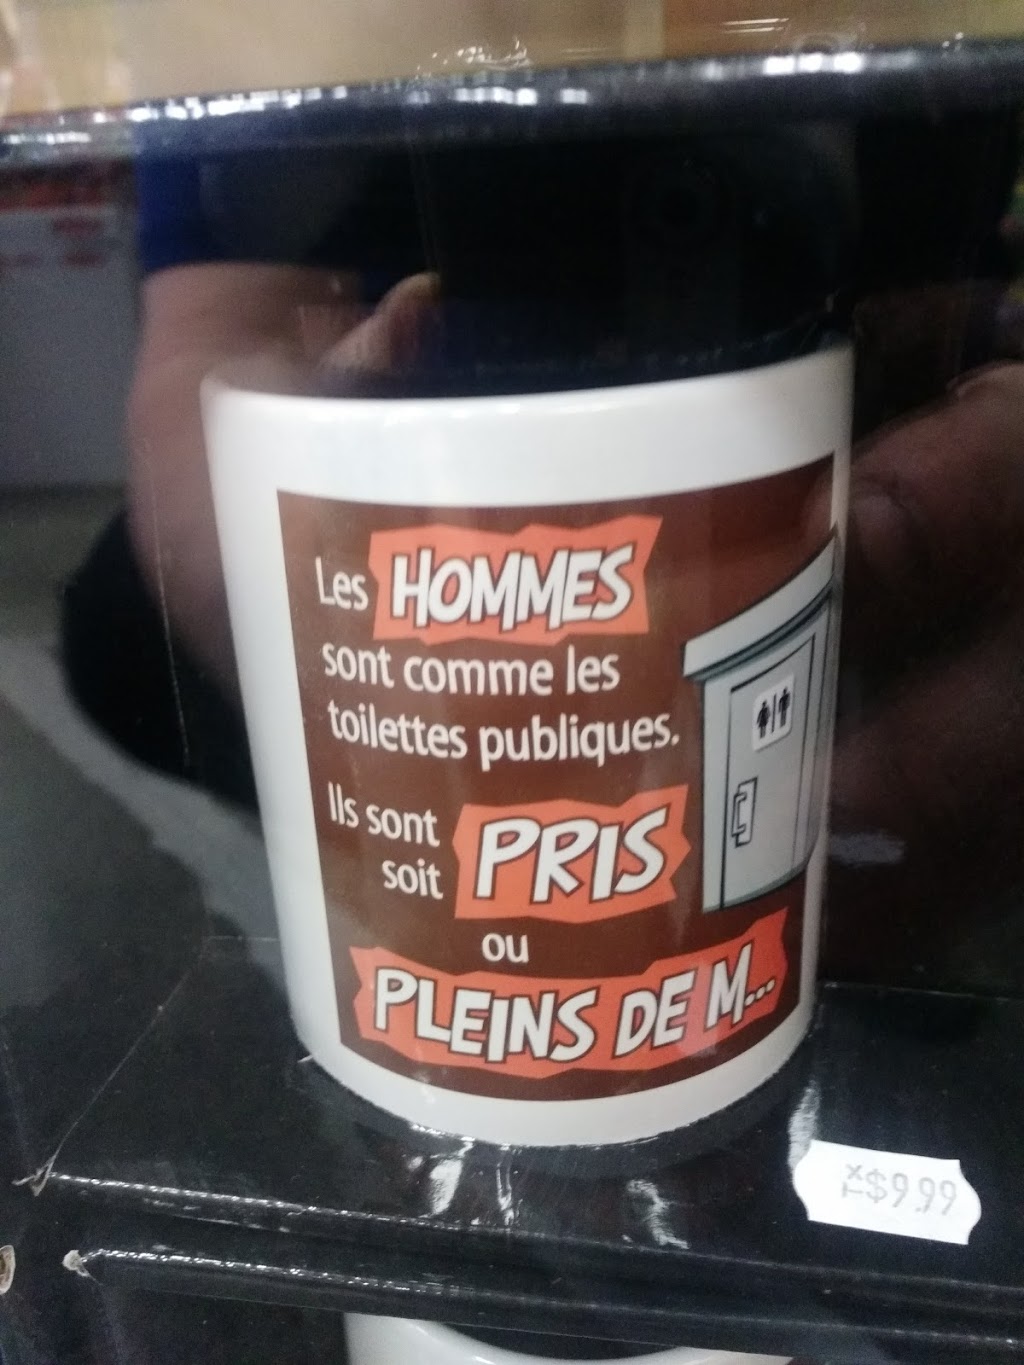 Les HOMMES
sont comme les
toilettes publiques.
Ils sont
soit PRIS
ou
PLEINS DE M...
$9.99